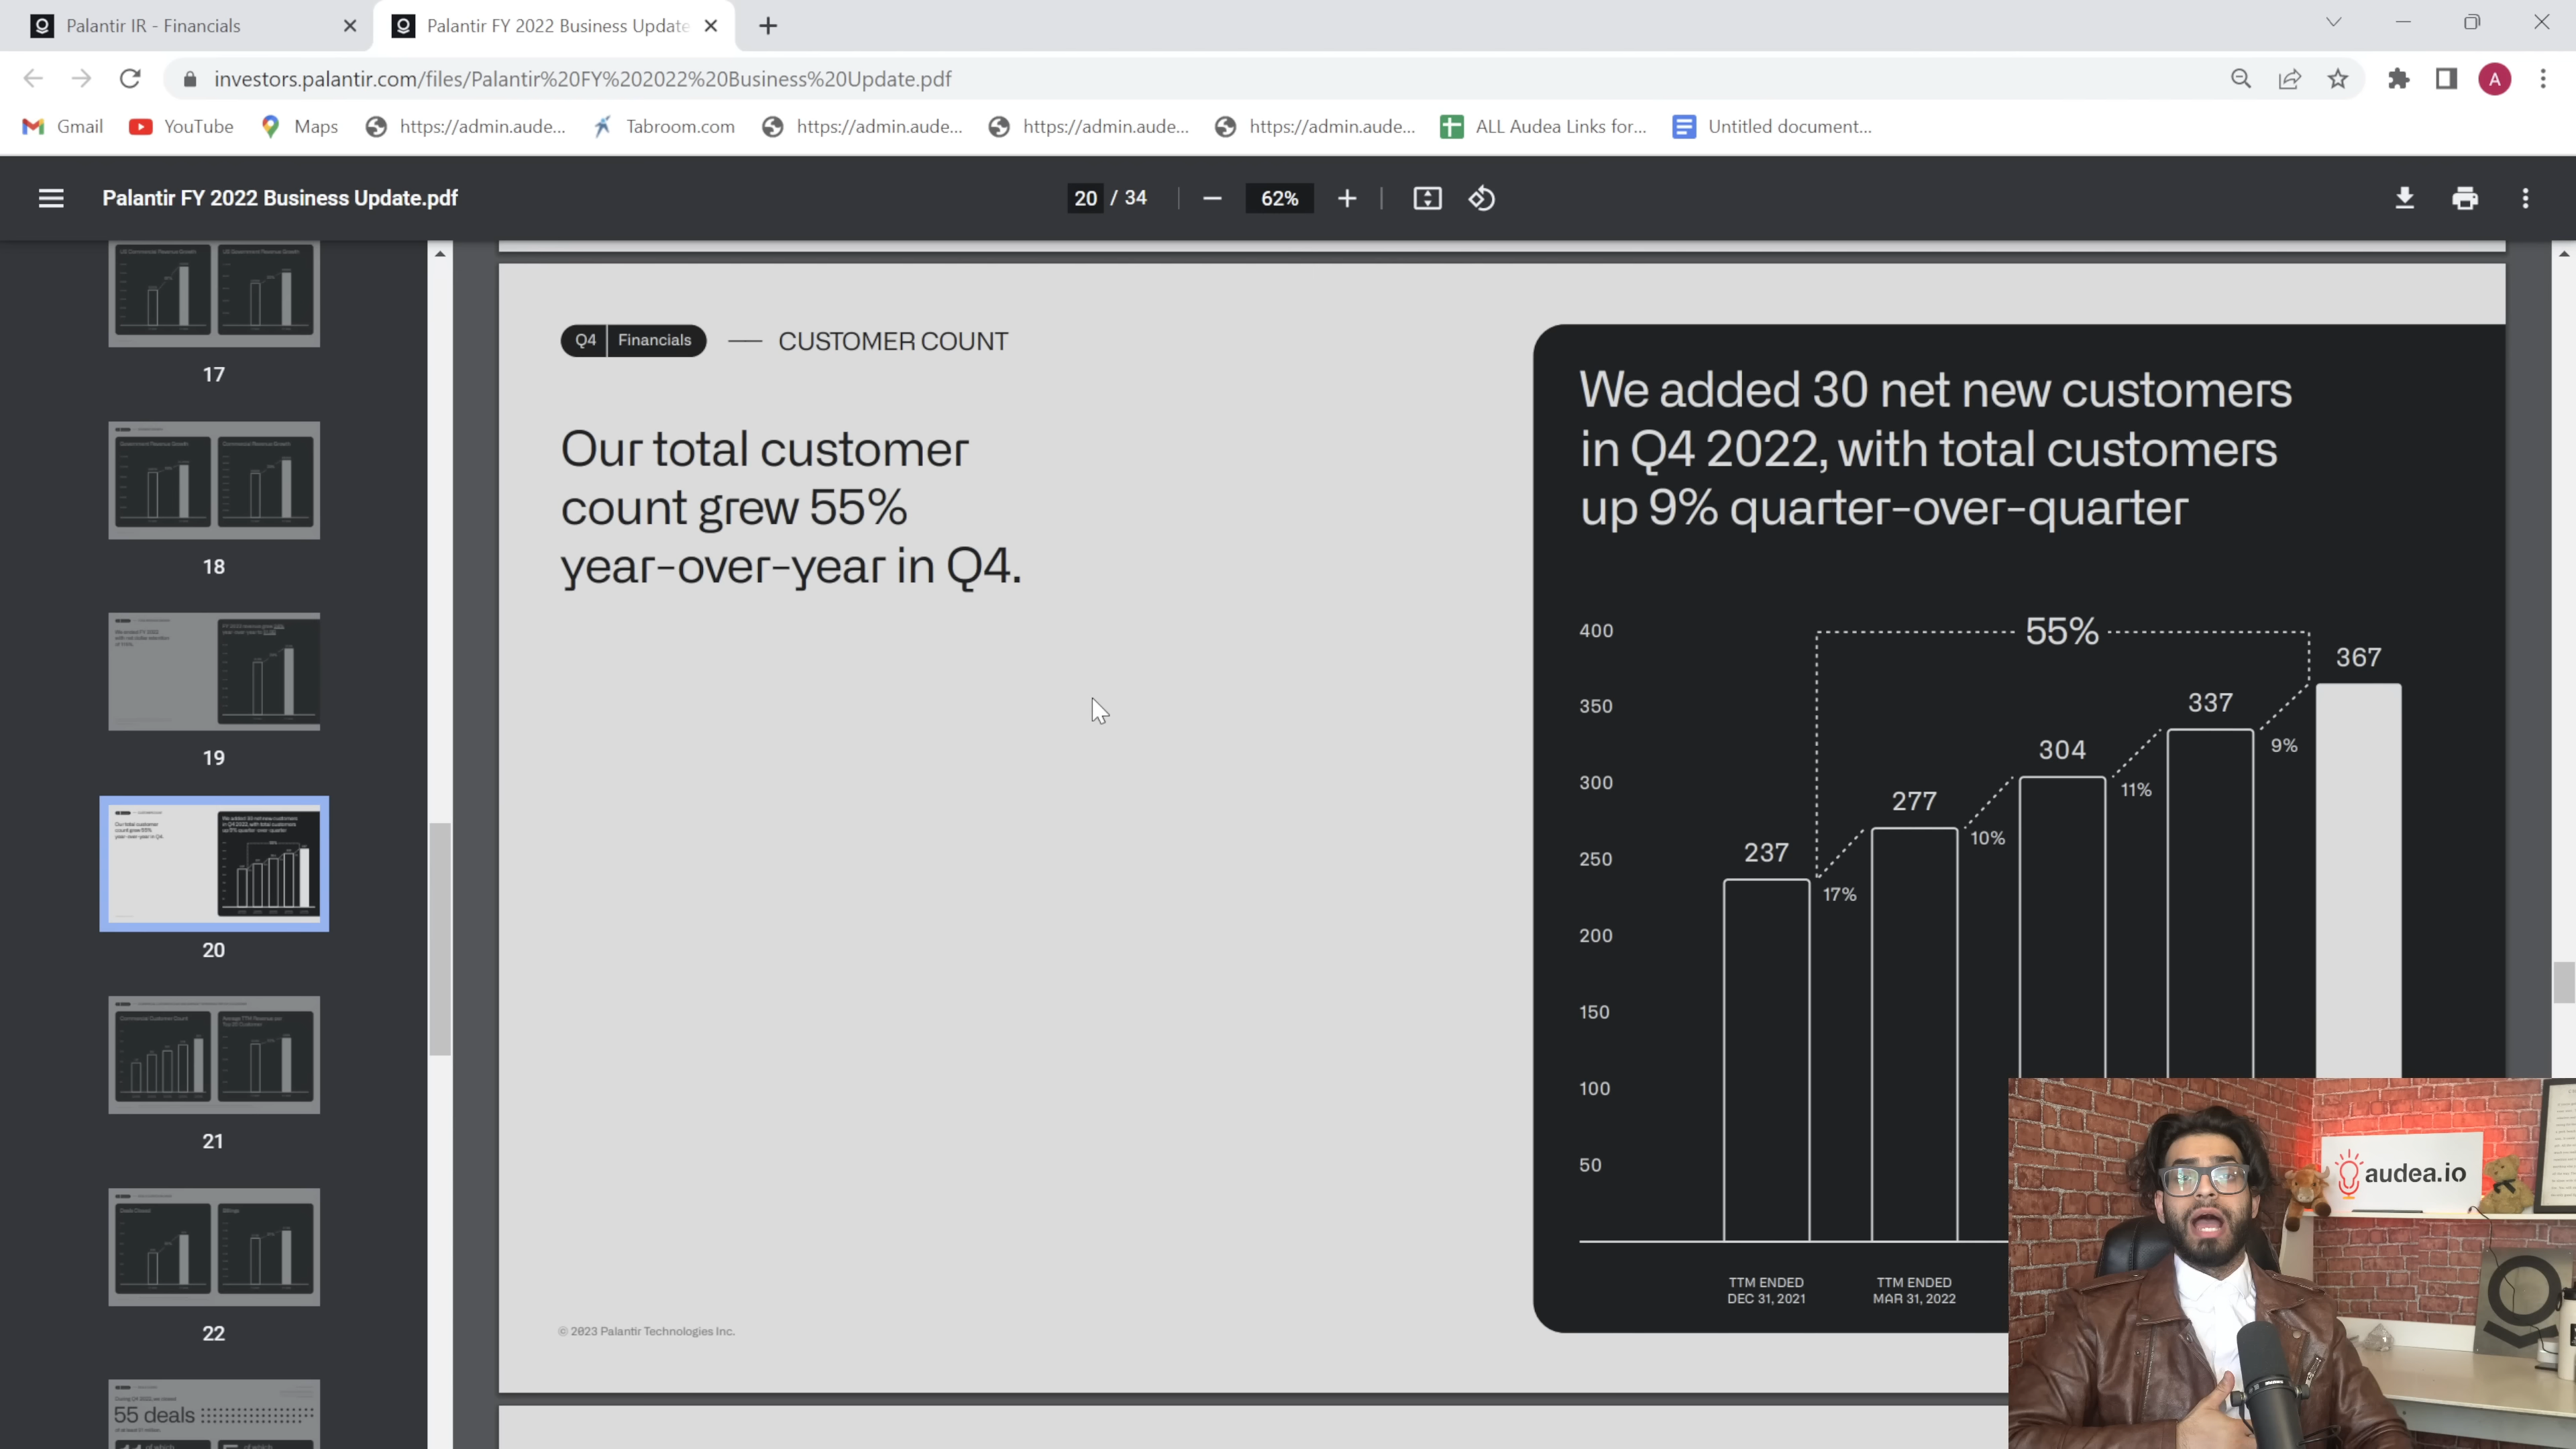 Palantir IR - Financials
Palantir FY 2022 Business Update
investors.palantir.com/files/Palantir%20FY%202022%20Business%20Update.pdf
A
Gmail
YouTube
Maps
https://admin.aude...
Tabroom.com
https://admin.aude...
https://admin.aude...
https://admin.aude...
ALL Audea Links for...
Untitled document...
Palantir FY 2022 Business Update.pdf
20 / 34
62%
17
18
19
20
21
22
55 deals
Q4 Financials — CUSTOMER COUNT
Our total customer
count grew 55%
year-over-year in Q4.
© 2023 Palantir Technologies Inc.
We added 30 net new customers
in Q4 2022, with total customers
up 9% quarter-over-quarter
400
350
300
250
200
150
100
50
55%
237
17%
277
10%
304
11%
337
9%
367
TTM ENDED
DEC 31, 2021
TTM ENDED
MAR 31, 2022
audea.io